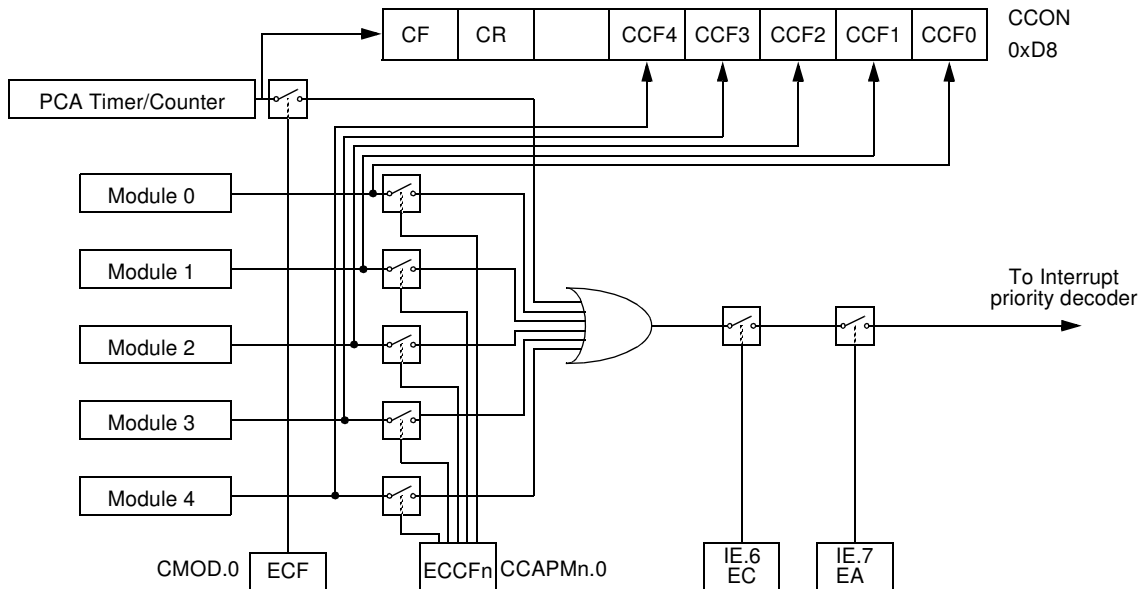 CF CR CCF4 CCF3 CCF2 CCF1 CCF0
CCON
0xD8
PCA Timer/Counter
Module 0
Module 1
Module 2
Module 3
Module 4
To Interrupt
priority decoder
CMOD.0
ECF
ECCFn
CCAPMn.0
IE.6
EC
IE.7
EA